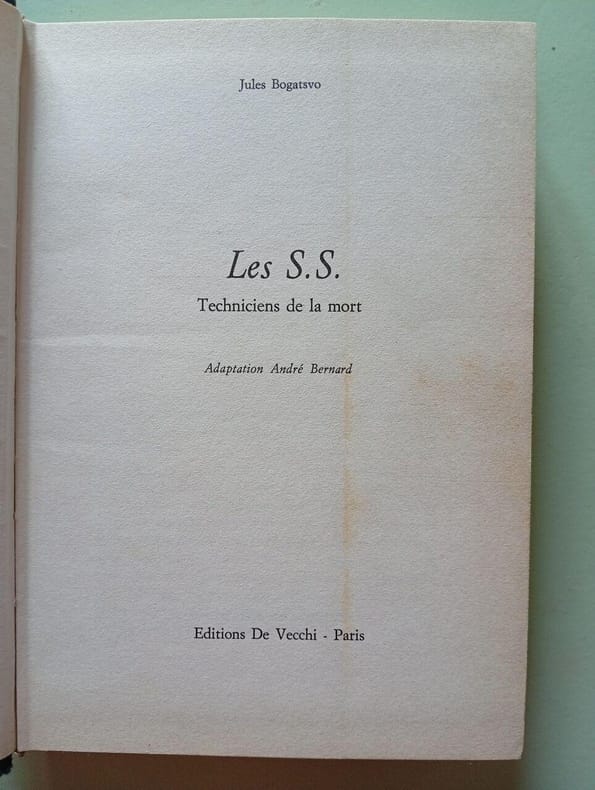 Jules Bogatsvo
Les S.S.
Techniciens de la mort
Adaptation André Bernard
Editions De Vecchi - Paris